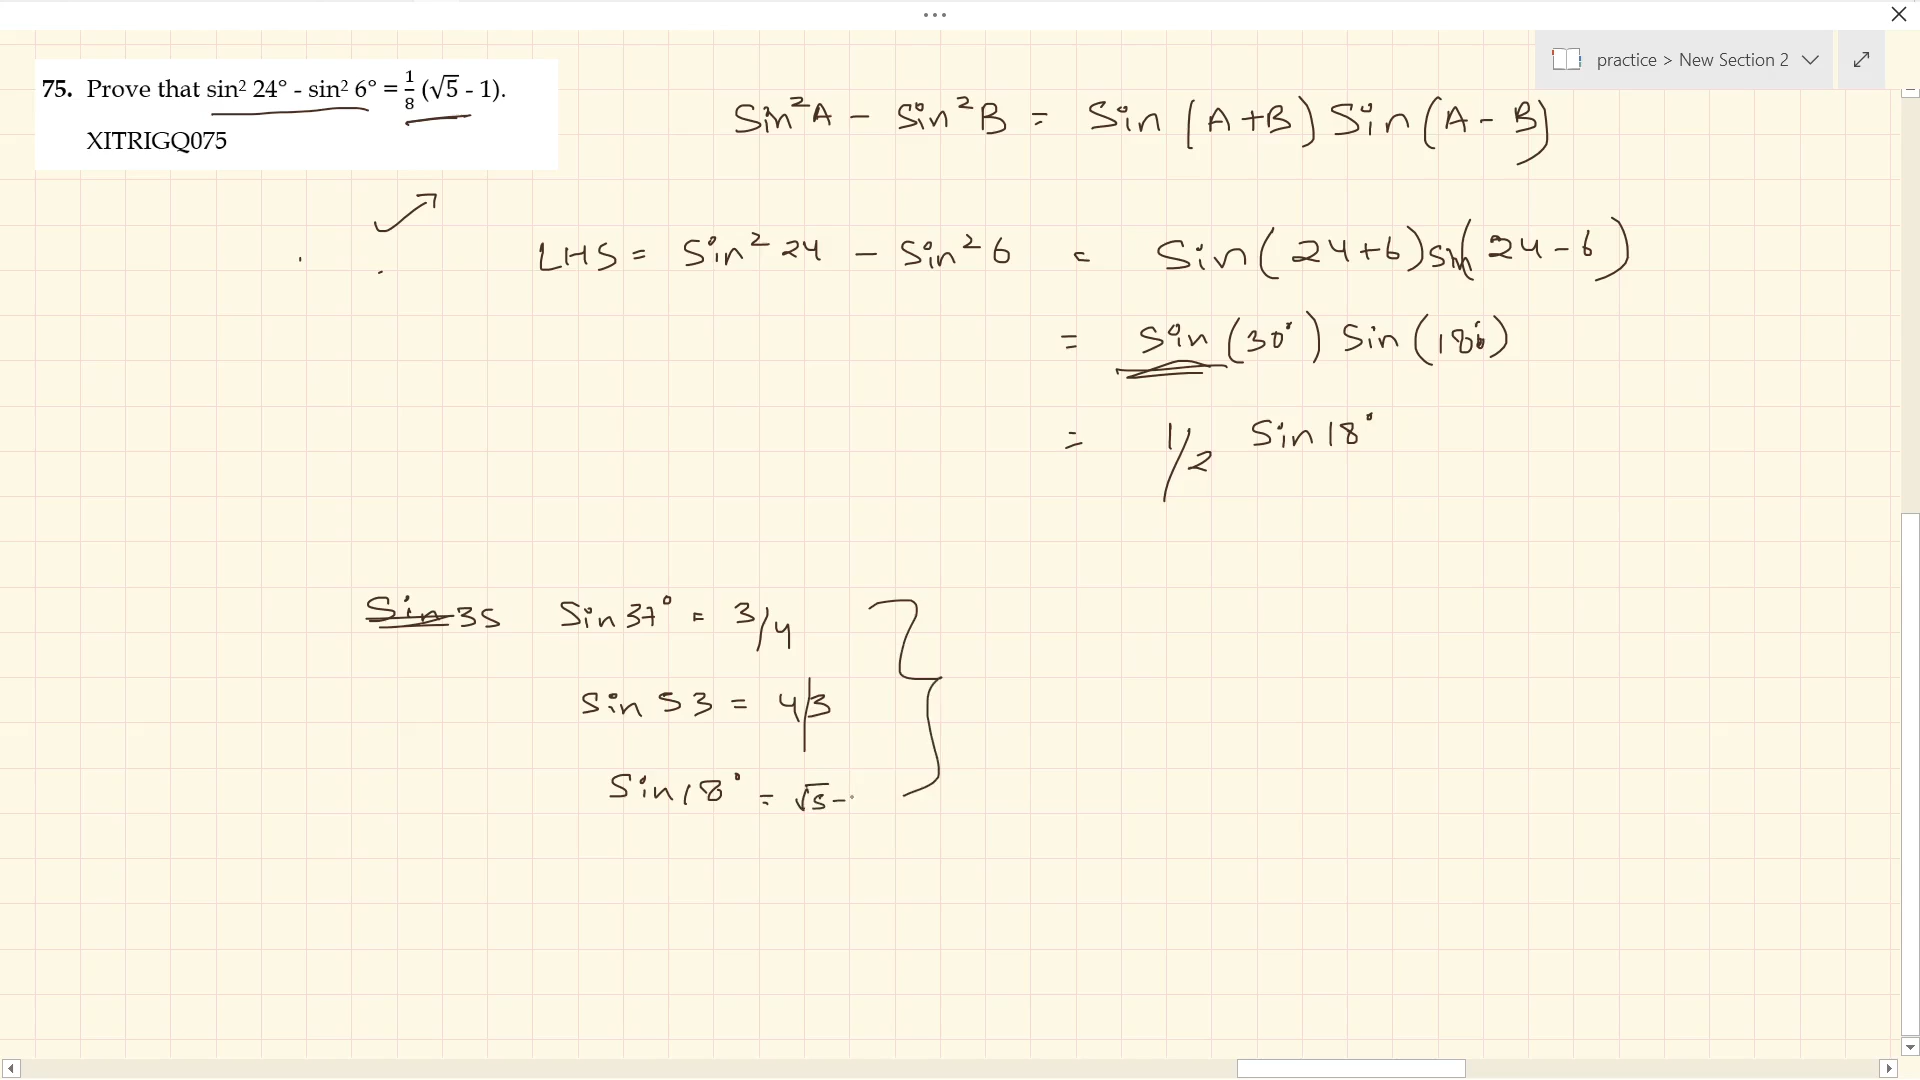 practice > New Section 2
75. Prove that sin² 24° - sin² 6° = 1/8 (√5 - 1).
XITRIGQ075
Sin²A - Sin²B = Sin (A+B) Sin (A - B)
LHS = Sin² 24 - Sin² 6 = Sin (24+6) sin (24-6)
= Sin (30°) Sin (18°)
= 1/2 Sin 18°
Sin 35 Sin 37° = 3/4
Sin 53 = 4/3
Sin 18° = √5 -